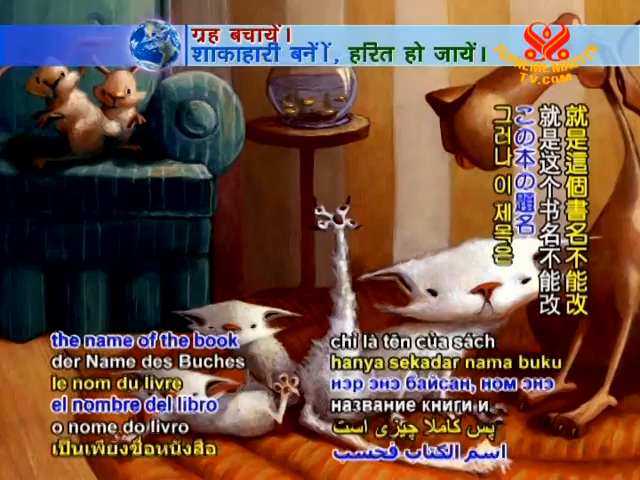 ग्रह बचायें।
शाकाहारी बनें, हरित हो जायें।
SUPREME MASTER
TV.COM
就是這個書名不能改
就是这个书名不能改
この本の題名
그러나 이 제목은
the name of the book
der Name des Buches
le nom du livre
el nombre del libro
o nome do livro
เป็นเพียงชื่อหนังสือ
chỉ là tên của sách
hanya sekadar nama buku
нэр энэ байсан, ном энэ
название книги и
پس کاملاً چیزی است
اسم الكتاب فحسب